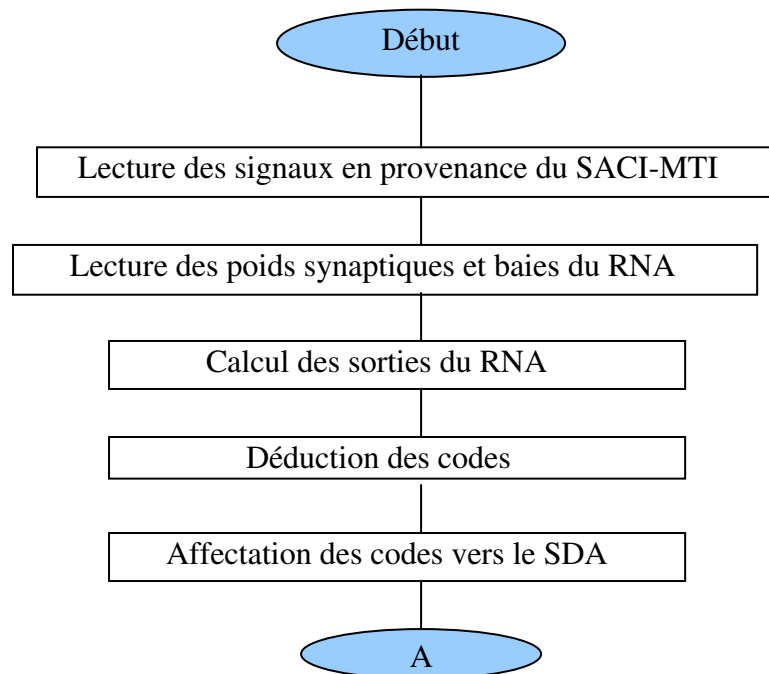 Début
Lecture des signaux en provenance du SACI-MTI
Lecture des poids synaptiques et baies du RNA
Calcul des sorties du RNA
Déduction des codes
Affectation des codes vers le SDA
A